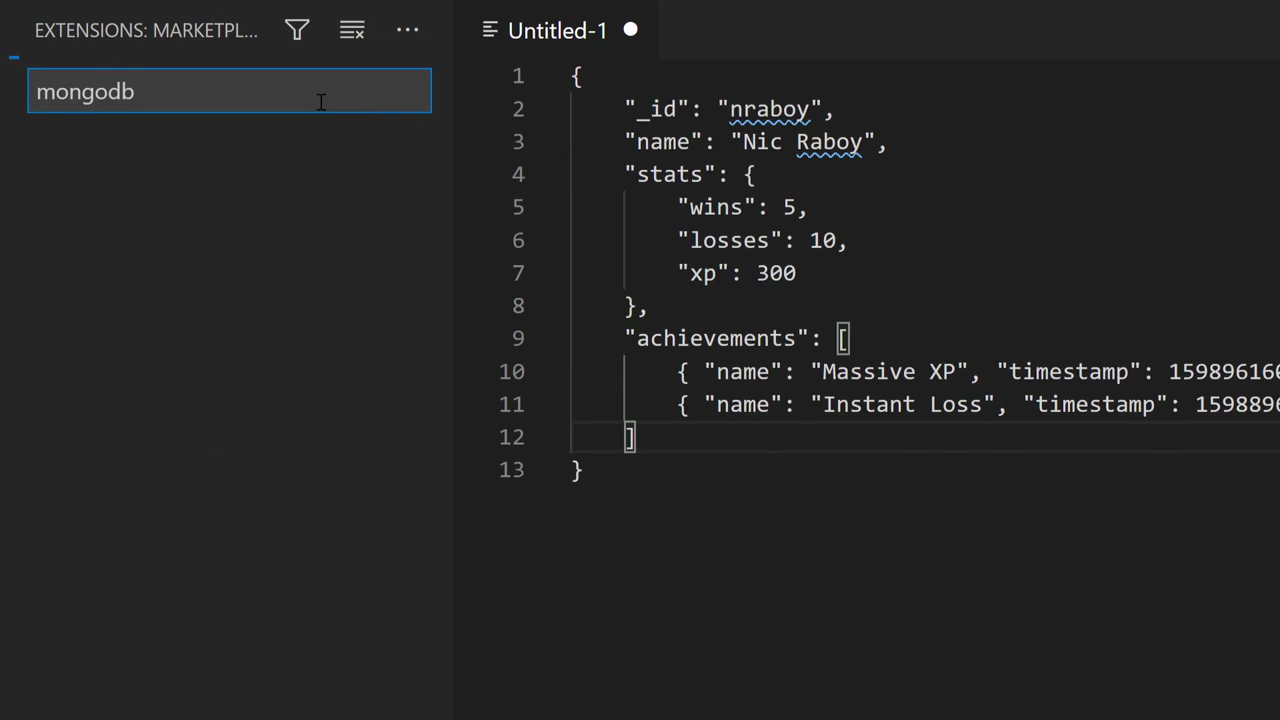 EXTENSIONS: MARKETPL...
mongodb
Untitled-1
1 {
2 "_id": "nraboy",
3 "name": "Nic Raboy",
4 "stats": {
5 "wins": 5,
6 "losses": 10,
7 "xp": 300
8 },
9 "achievements": [
10 { "name": "Massive XP", "timestamp": 159896166
11 { "name": "Instant Loss", "timestamp": 1598896
12 ]
13 }